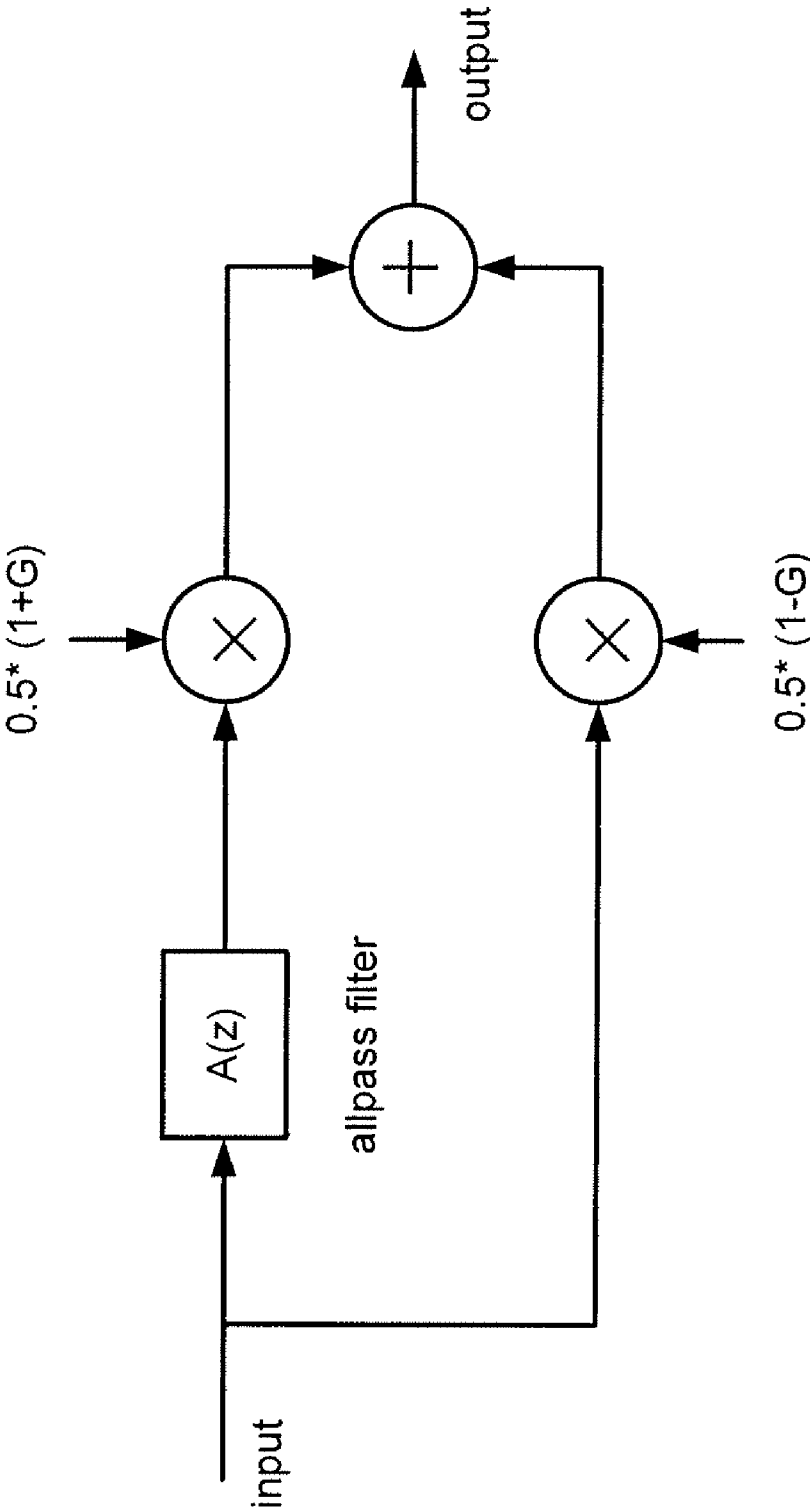 input
A(z)
allpass filter
0.5* (1+G)
0.5* (1-G)
output